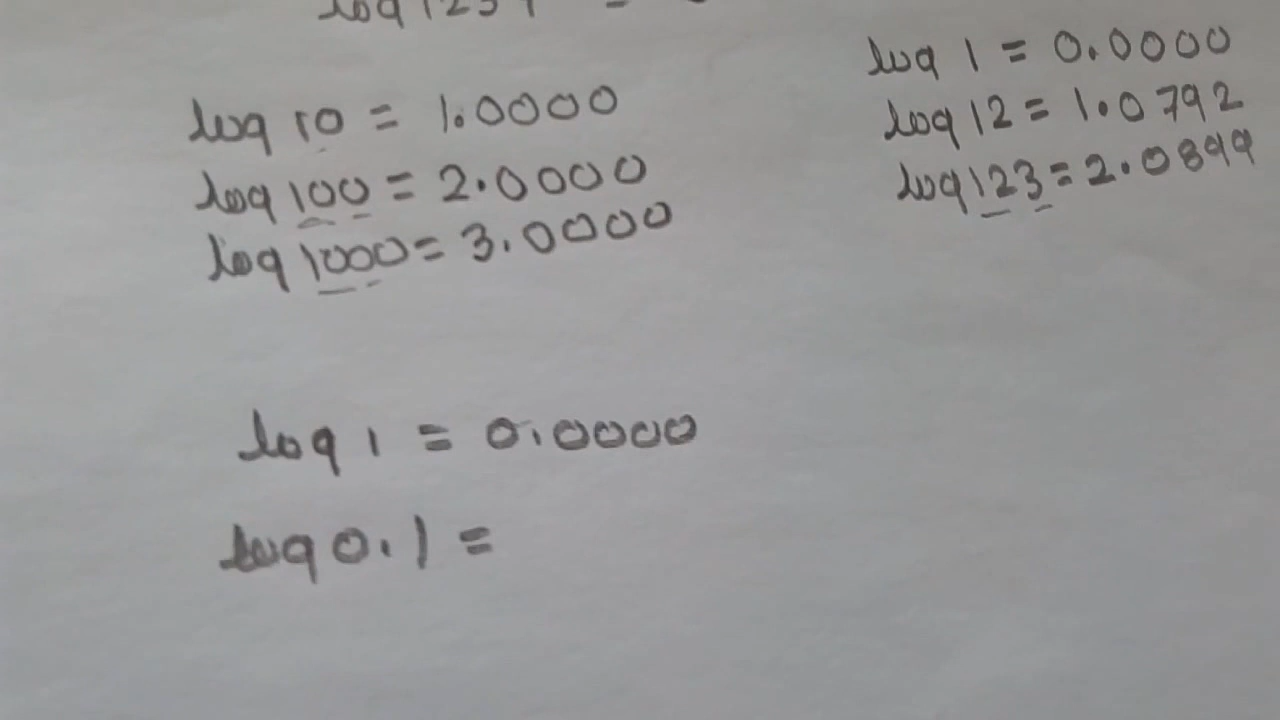 log 10 = 1.0000
log 100 = 2.0000
log 1000 = 3.0000
log 1 = 0.0000
log 12 = 1.0792
log 123 = 2.0899
log 1 = 0.0000
log 0.1 =